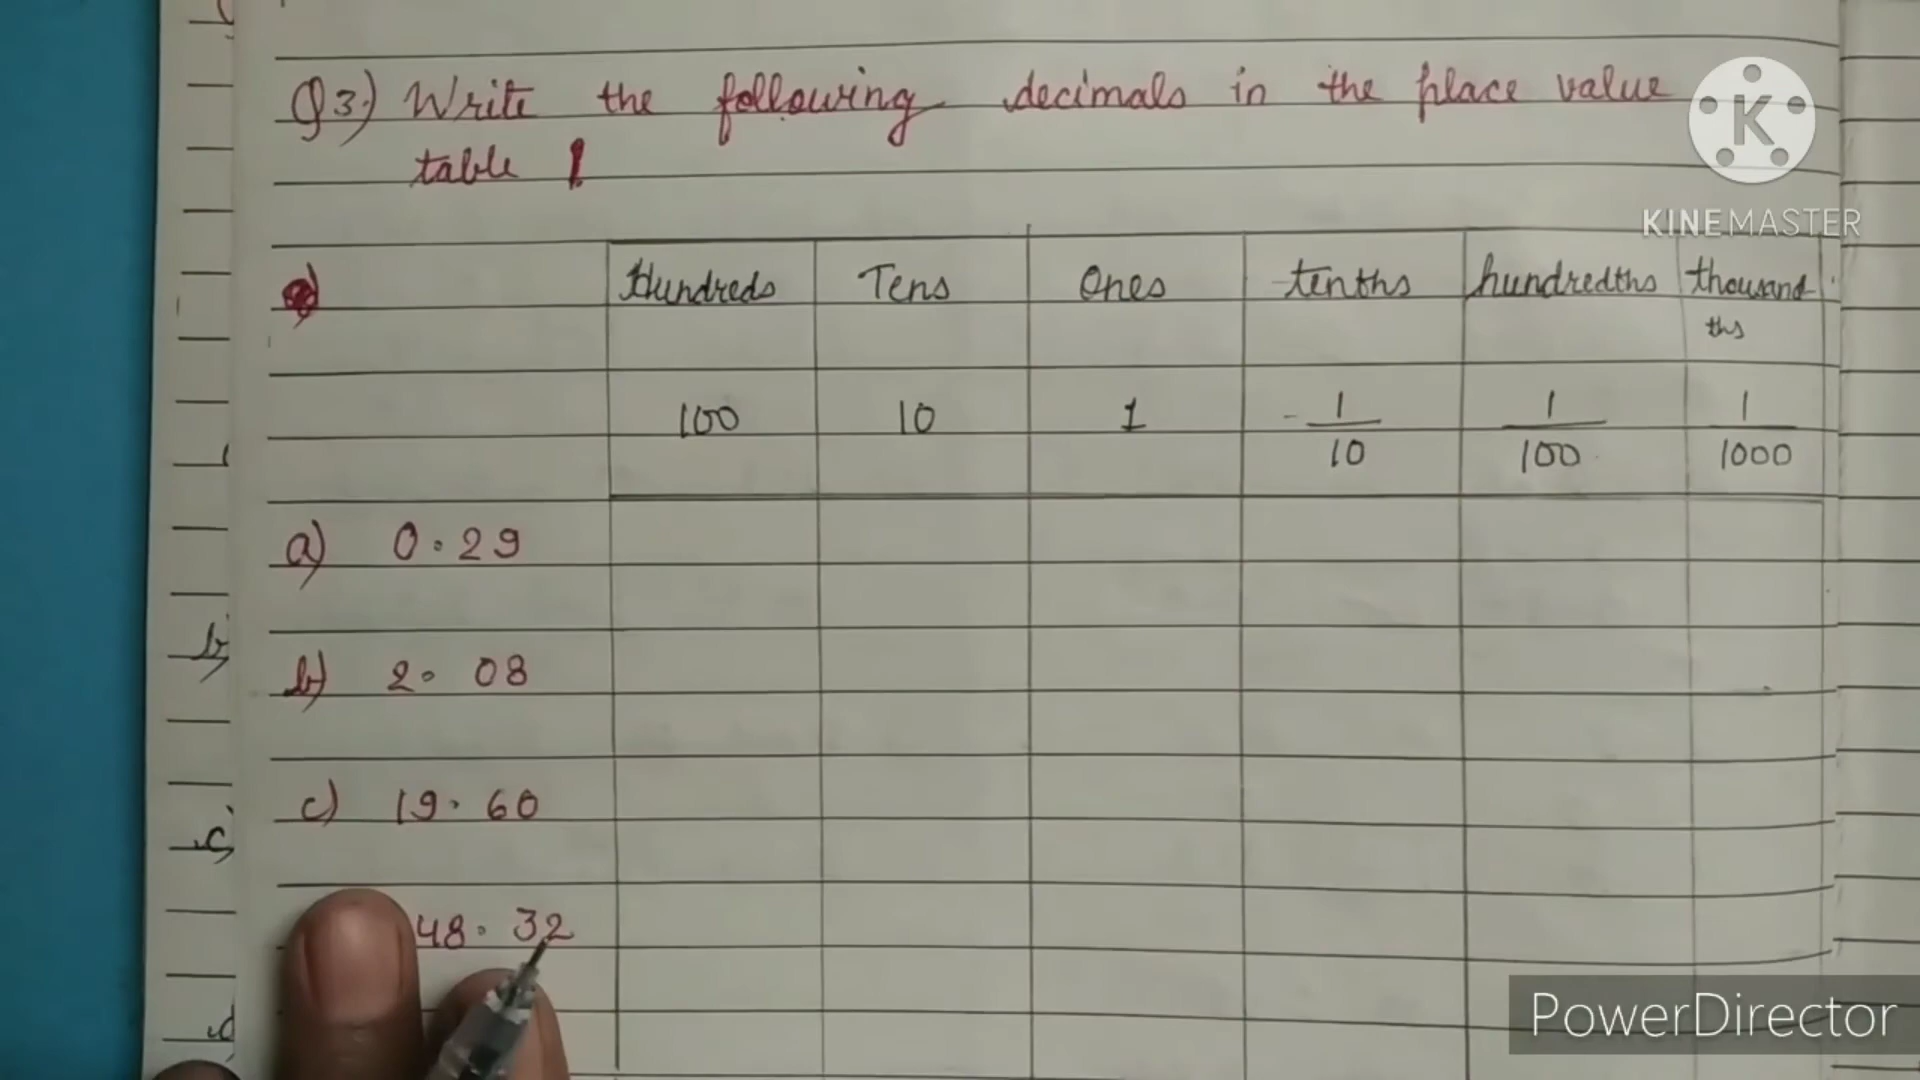 Q3.) Write the following decimals in the place value
table !
KINEMASTER
Hundreds Tens Ones tenths hundredths thousand
ths
100 10 1 1/10 1/100 1/1000
a) 0.29
b) 2.08
c) 19.60
48.32
PowerDirector
b)
c)
d